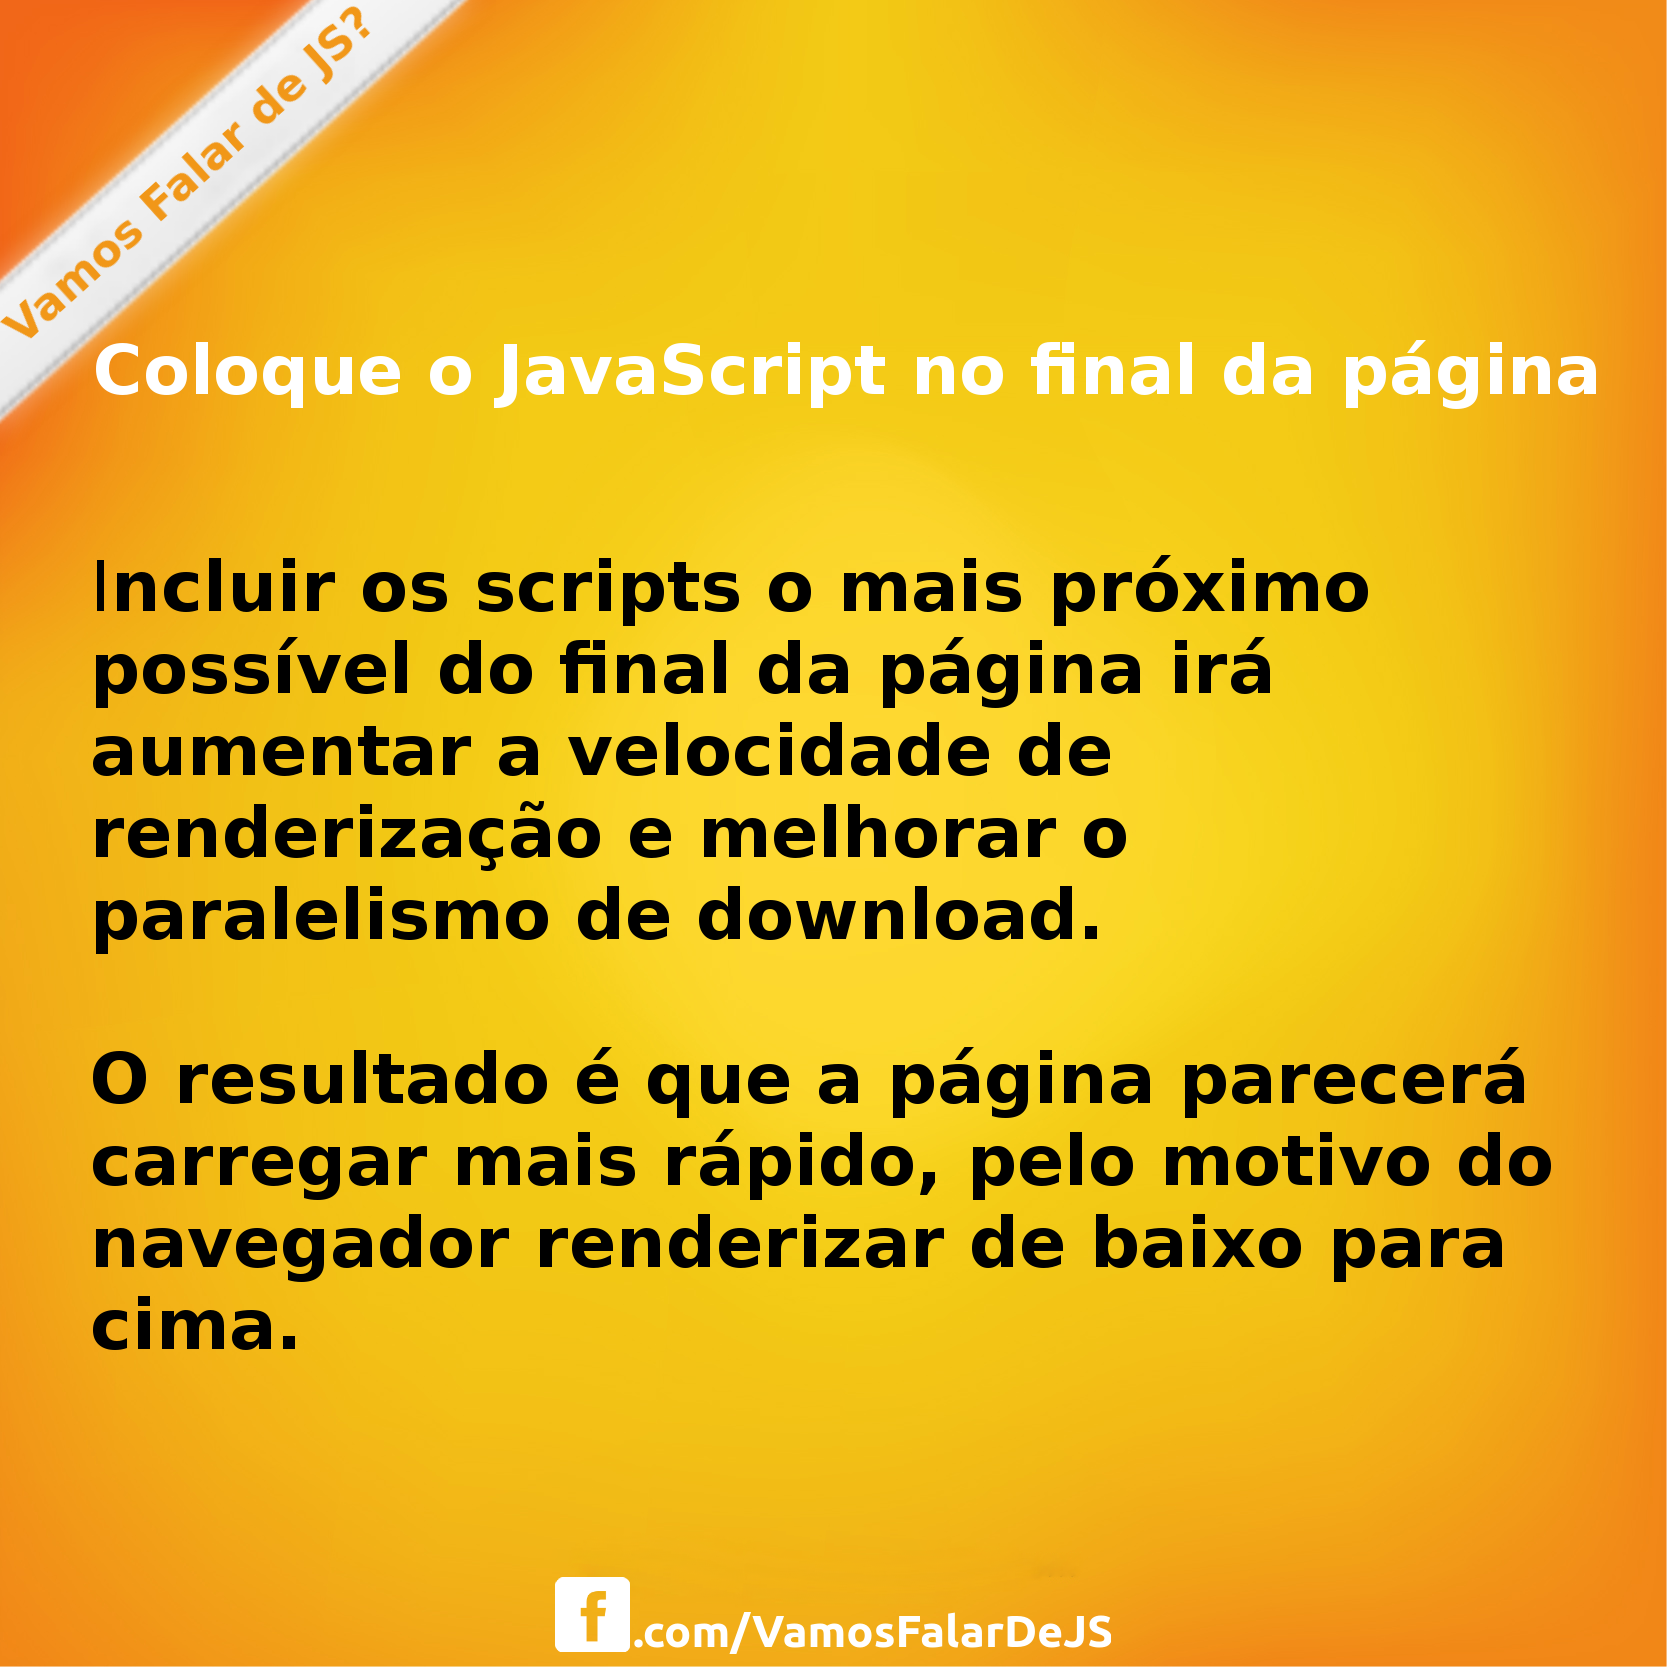 Vamos Falar de JS?
Coloque o JavaScript no final da página
Incluir os scripts o mais próximo
possível do final da página irá
aumentar a velocidade de
renderização e melhorar o
paralelismo de download.
O resultado é que a página parecerá
carregar mais rápido, pelo motivo do
navegador renderizar de baixo para
cima.
f.com/VamosFalarDeJS